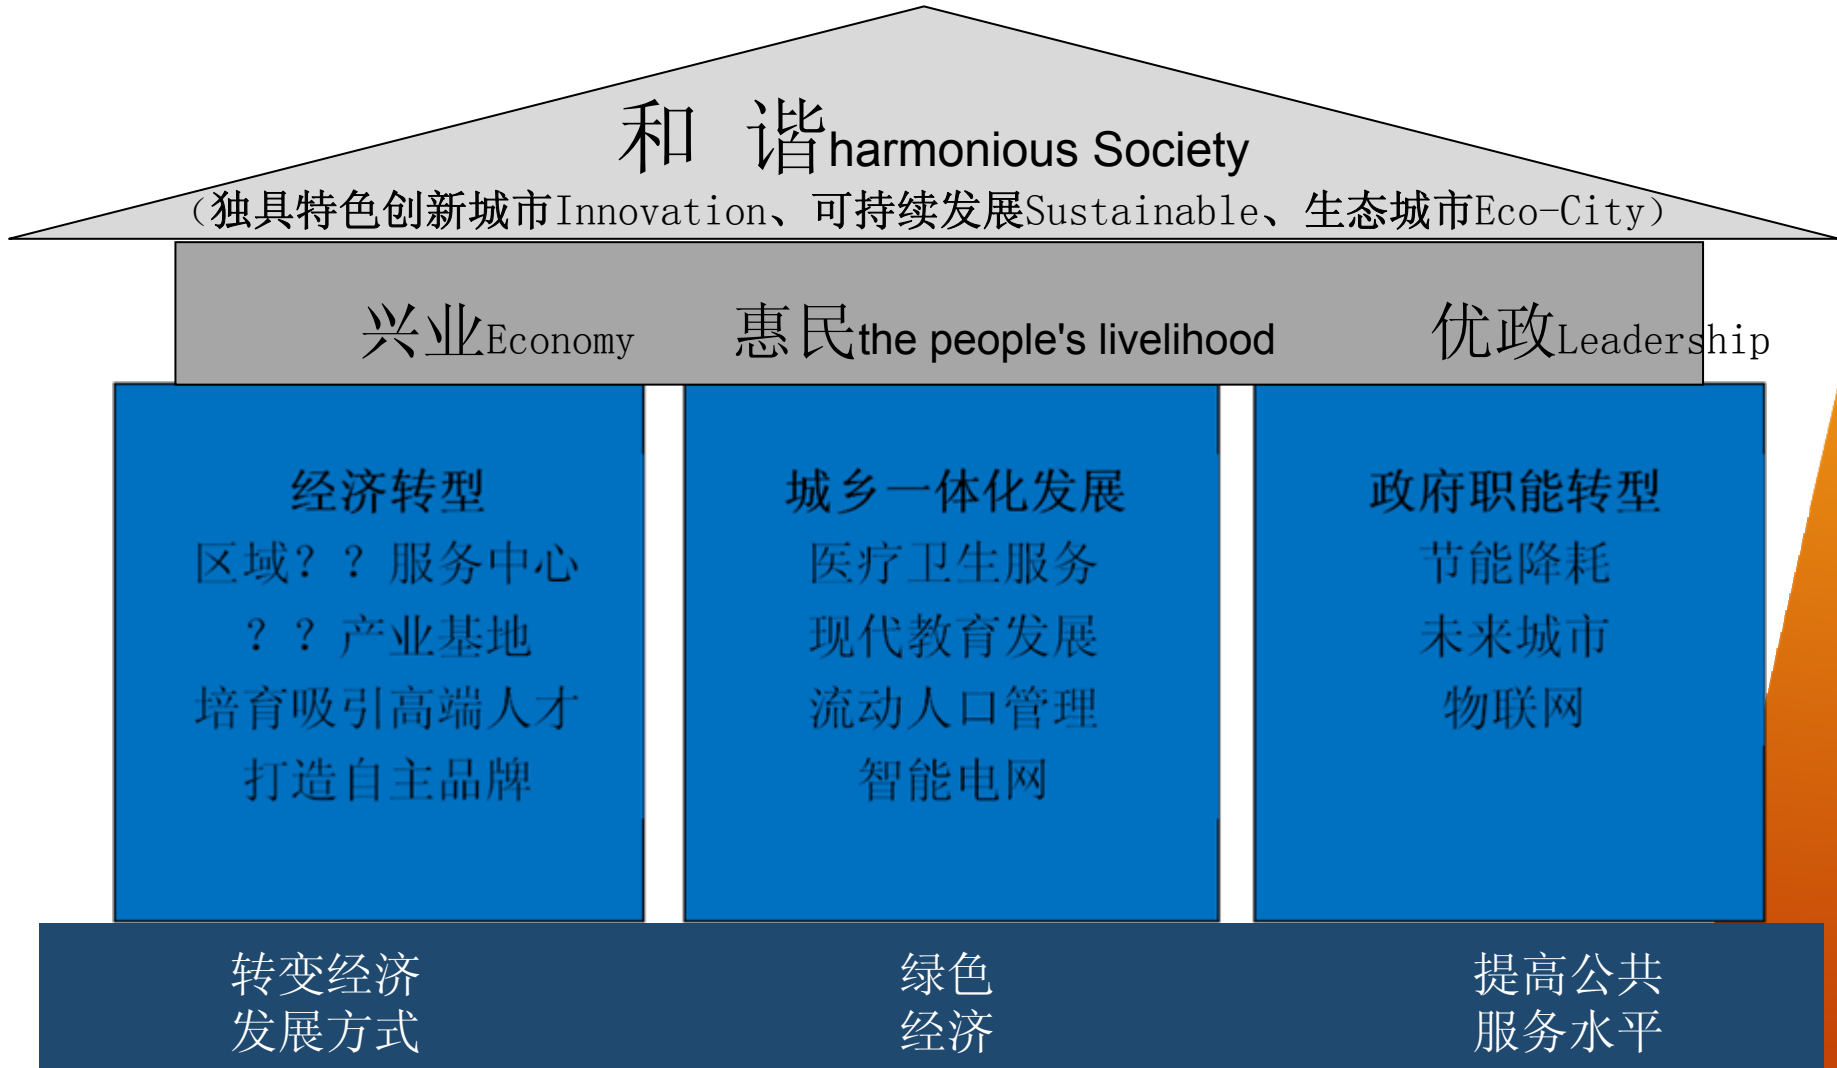 和 谐harmonious Society
（独具特色创新城市Innovation、可持续发展Sustainable、生态城市Eco-City）
兴业Economy 惠民the people's livelihood 优政Leadership
经济转型
区域？？服务中心
？？产业基地
培育吸引高端人才
打造自主品牌
城乡一体化发展
医疗卫生服务
现代教育发展
流动人口管理
智能电网
政府职能转型
节能降耗
未来城市
物联网
转变经济
发展方式
绿色
经济
提高公共
服务水平